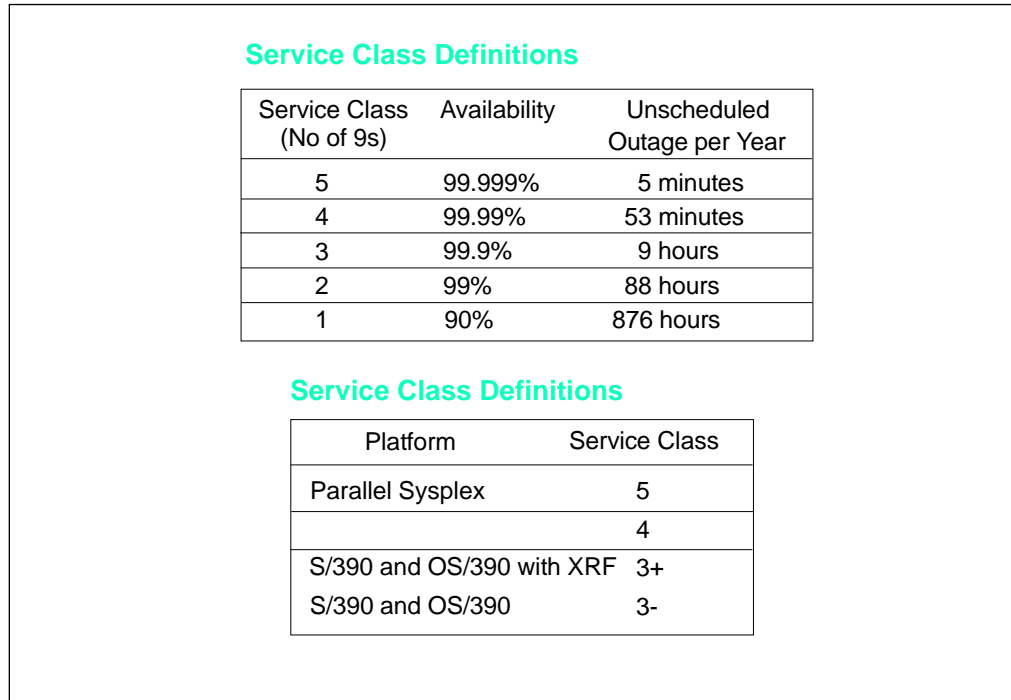 Service Class Definitions
Service Class Availability Unscheduled
(No of 9s) Outage per Year
5 99.999% 5 minutes
4 99.99% 53 minutes
3 99.9% 9 hours
2 99% 88 hours
1 90% 876 hours
Service Class Definitions
Platform Service Class
Parallel Sysplex 5
4
S/390 and OS/390 with XRF 3+
S/390 and OS/390 3-